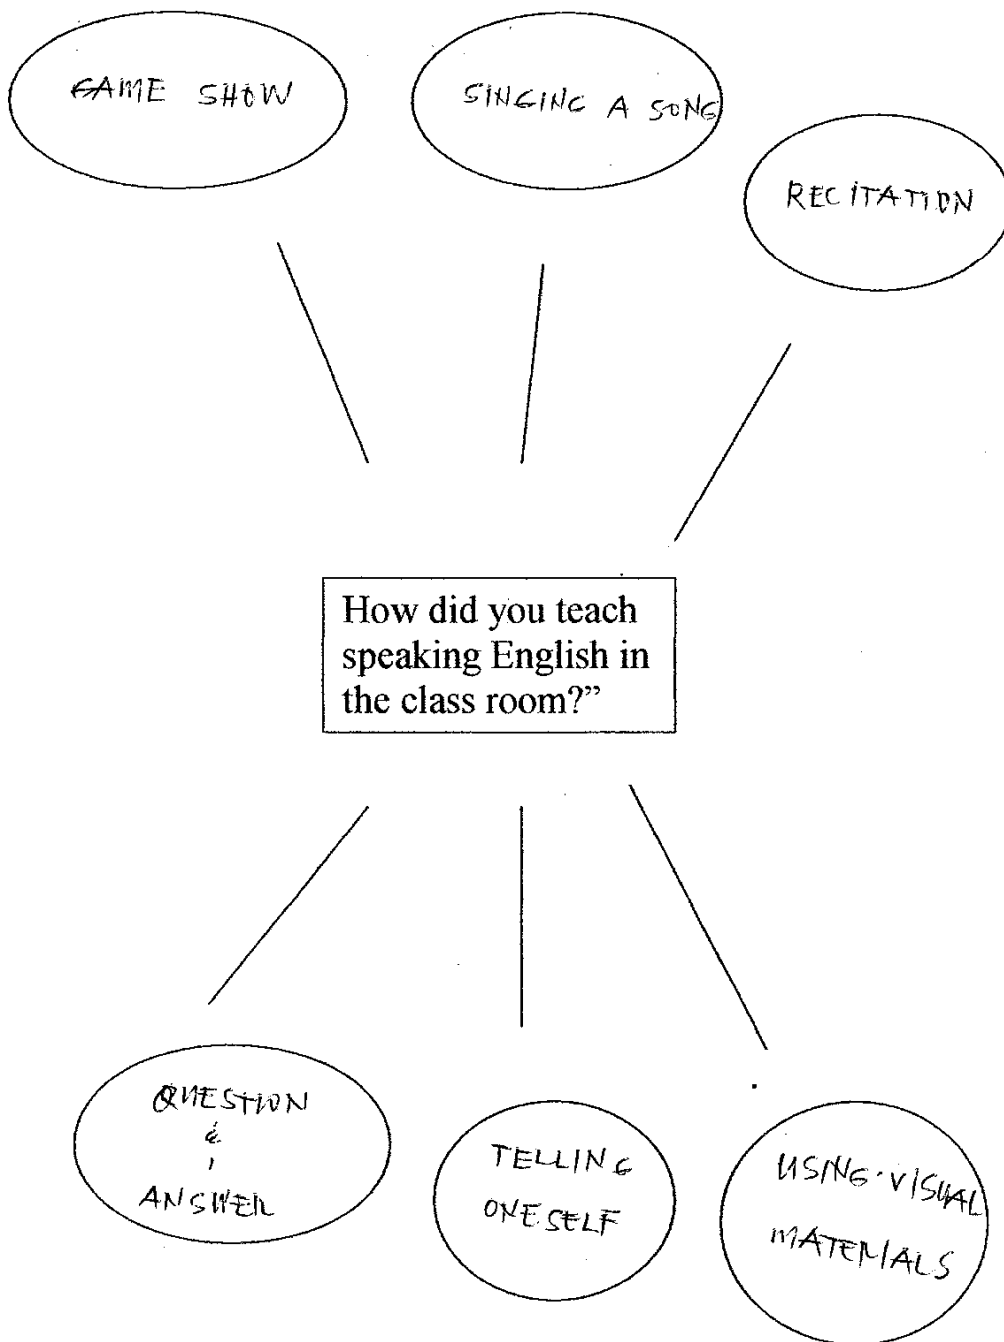 GAME SHOW
SINGING A SONG
RECITATION
How did you teach
speaking English in
the class room?”
QUESTION
&
ANSWER
TELLING
ONESELF
USING VISUAL
MATERIALS